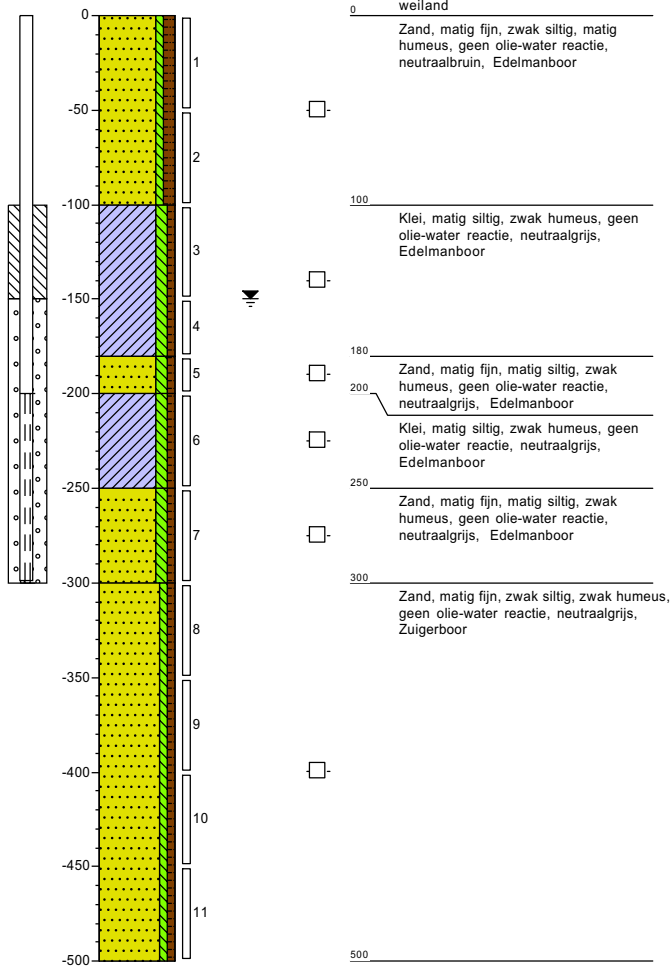 weiland
0
0
Zand, matig fijn, zwak siltig, matig
humeus, geen olie-water reactie,
neutraalbruin, Edelmanboor
1
-50
2
-100
100
Klei, matig siltig, zwak humeus, geen
olie-water reactie, neutraalgrijs,
Edelmanboor
3
-150
4
180
Zand, matig fijn, matig siltig, zwak
humeus, geen olie-water reactie,
neutraalgrijs, Edelmanboor
5
-200
200
Klei, matig siltig, zwak humeus, geen
olie-water reactie, neutraalgrijs,
Edelmanboor
6
-250
250
Zand, matig fijn, matig siltig, zwak
humeus, geen olie-water reactie,
neutraalgrijs, Edelmanboor
7
-300
300
Zand, matig fijn, zwak siltig, zwak humeus,
geen olie-water reactie, neutraalgrijs,
Zuigerboor
8
-350
9
-400
10
-450
11
-500
500